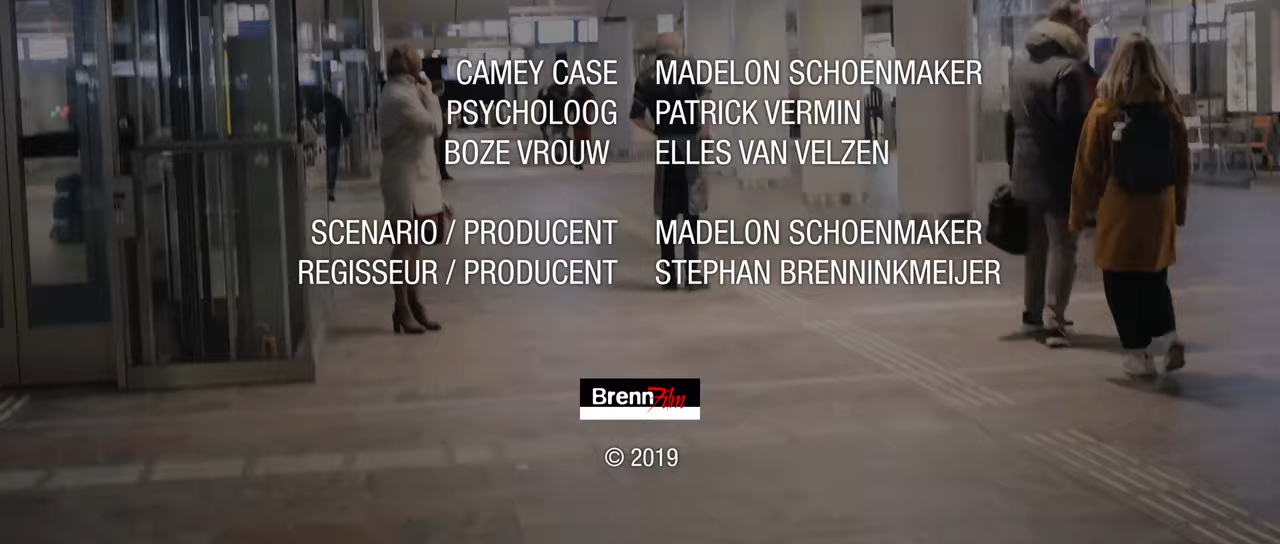 CAMEY CASE MADELON SCHOENMAKER
PSYCHOLOOG PATRICK VERMIN
BOZE VROUW ELLES VAN VELZEN
SCENARIO / PRODUCENT MADELON SCHOENMAKER
REGISSEUR / PRODUCENT STEPHAN BRENNINKMEIJER
BrennFilm
© 2019